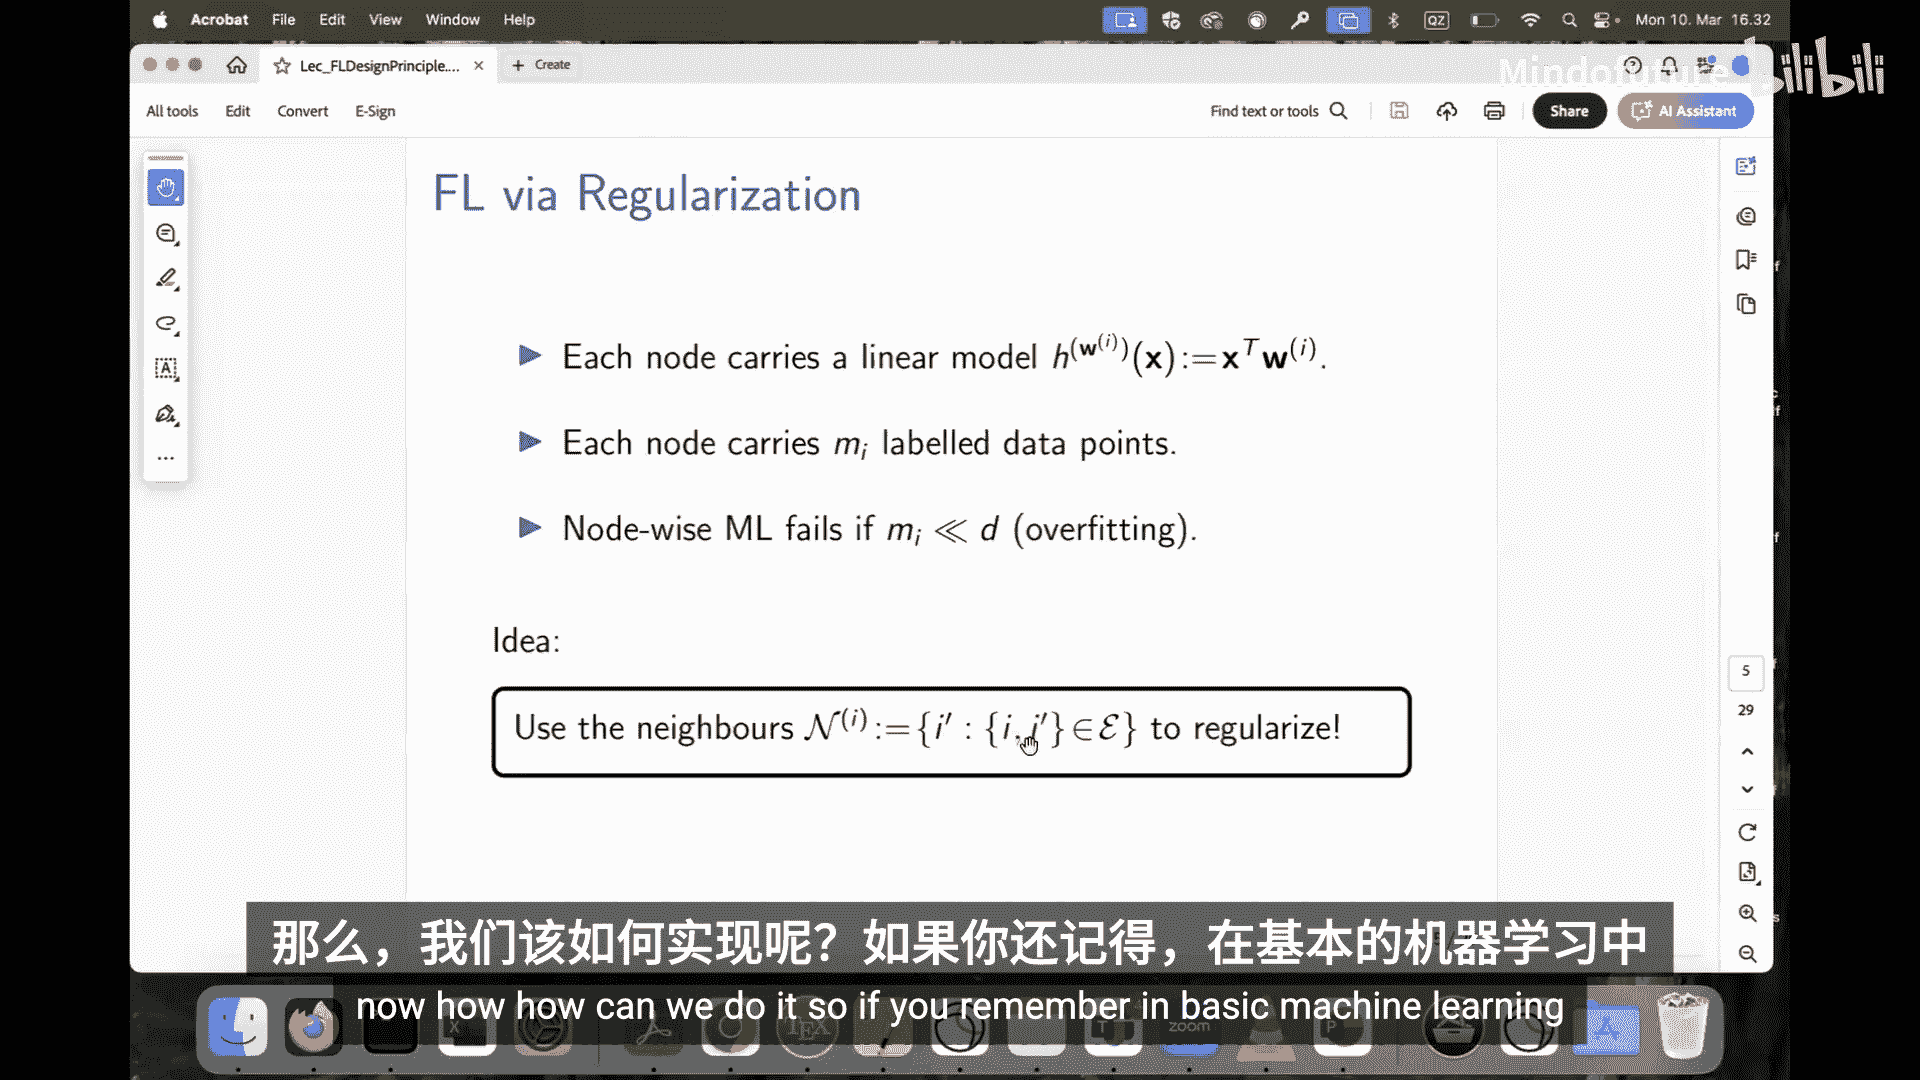 Acrobat File Edit View Window Help QZ Mon 10. Mar 16.32
Lec_FLDesignPrinciple.... Create
Mindofuture bilibili
All tools Edit Convert E-Sign Find text or tools Share AI Assistant
FL via Regularization
Each node carries a linear model h^(w^(i))(x):=x^T w^(i).
Each node carries m_i labelled data points.
Node-wise ML fails if m_i ≪ d (overfitting).
Idea:
Use the neighbours 𝒩^(i):={i′ : {i,i′}∈ℰ} to regularize!
5
29
那么，我们该如何实现呢？如果你还记得，在基本的机器学习中
now how how can we do it so if you remember in basic machine learning
zoom